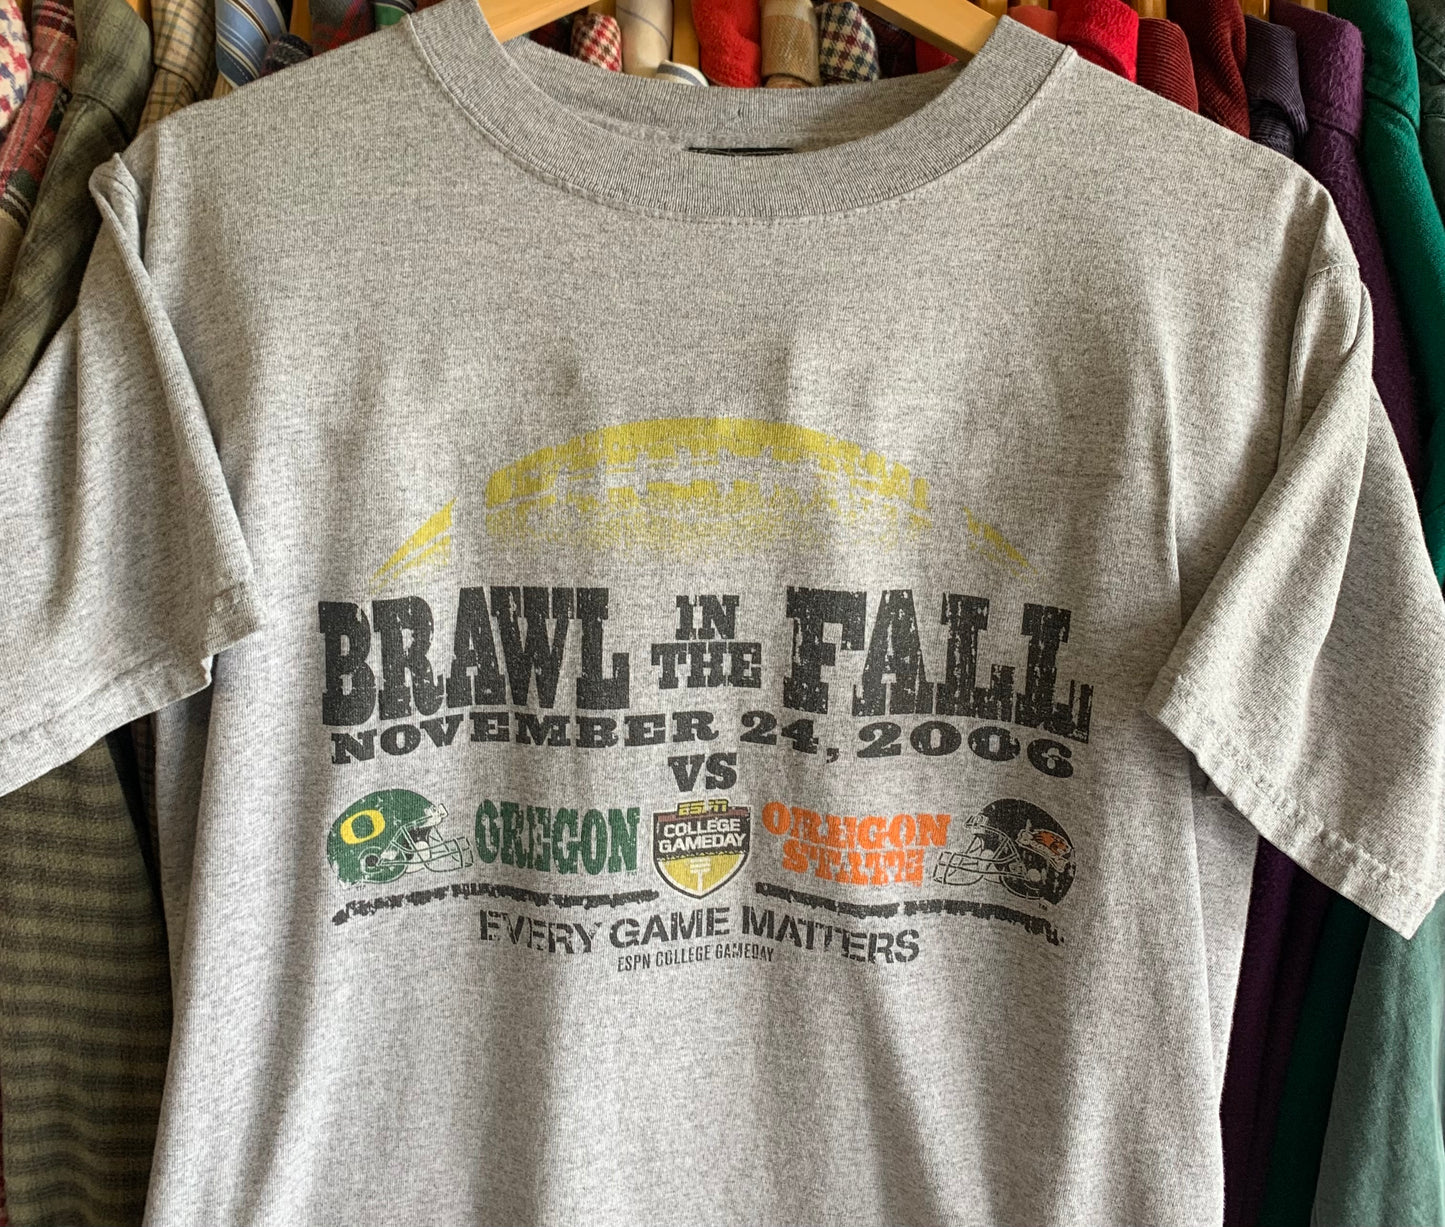 BRAWL IN THE FALL
NOVEMBER 24, 2006
VS
O OREGON
ESPN
COLLEGE
GAMEDAY
OREGON
STATE
EVERY GAME MATTERS
ESPN COLLEGE GAMEDAY